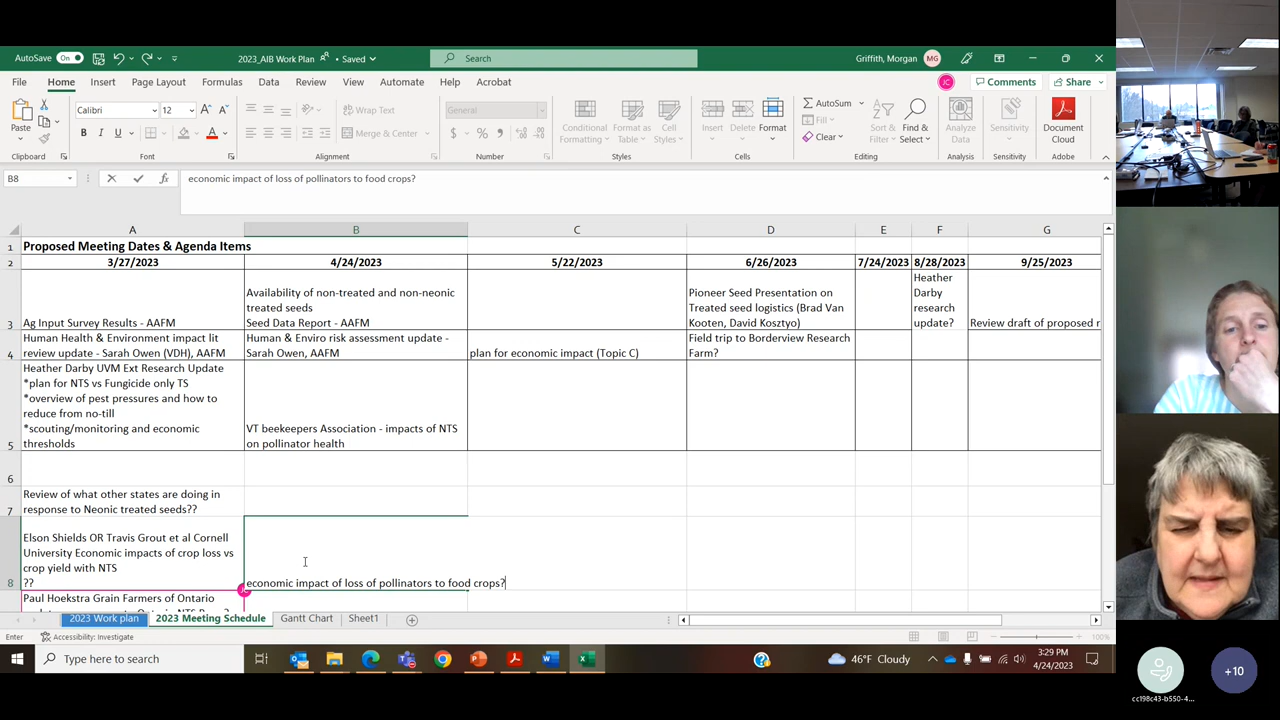 AutoSave On 2023_AIB Work Plan • Saved Search Griffith, Morgan MG
File Home Insert Page Layout Formulas Data Review View Automate Help Acrobat JC Comments Share
Paste Calibri 12 Wrap Text General AutoSum
B I U Merge & Center Conditional Formatting Format as Table Cell Styles Insert Delete Format Fill Clear Sort & Filter Find & Select Analyze Data Sensitivity Document Cloud
Clipboard Font Alignment Number Styles Cells Editing Analysis Sensitivity Adobe
B8 fx economic impact of loss of pollinators to food crops?
A B C D E F G
1 Proposed Meeting Dates & Agenda Items
2 3/27/2023 4/24/2023 5/22/2023 6/26/2023 7/24/2023 8/28/2023 9/25/2023
3 Ag Input Survey Results - AAFM
Availability of non-treated and non-neonic
treated seeds
Seed Data Report - AAFM
Pioneer Seed Presentation on
Treated seed logistics (Brad Van
Kooten, David Kosztyo)
Heather
Darby
research
update?
Review draft of proposed r
4 Human Health & Environment impact lit
review update - Sarah Owen (VDH), AAFM
Human & Enviro risk assessment update -
Sarah Owen, AAFM
plan for economic impact (Topic C)
Field trip to Borderview Research
Farm?
5 Heather Darby UVM Ext Research Update
*plan for NTS vs Fungicide only TS
*overview of pest pressures and how to
reduce from no-till
*scouting/monitoring and economic
thresholds
VT beekeepers Association - impacts of NTS
on pollinator health
6
7 Review of what other states are doing in
response to Neonic treated seeds??
8 Elson Shields OR Travis Grout et al Cornell
University Economic impacts of crop loss vs
crop yield with NTS
??
economic impact of loss of pollinators to food crops?
JC
Paul Hoekstra Grain Farmers of Ontario
2023 Work plan 2023 Meeting Schedule Gantt Chart Sheet1
Enter Accessibility: Investigate 100%
Type here to search 46°F Cloudy 3:29 PM
4/24/2023
cc198c43-b550-4... +10